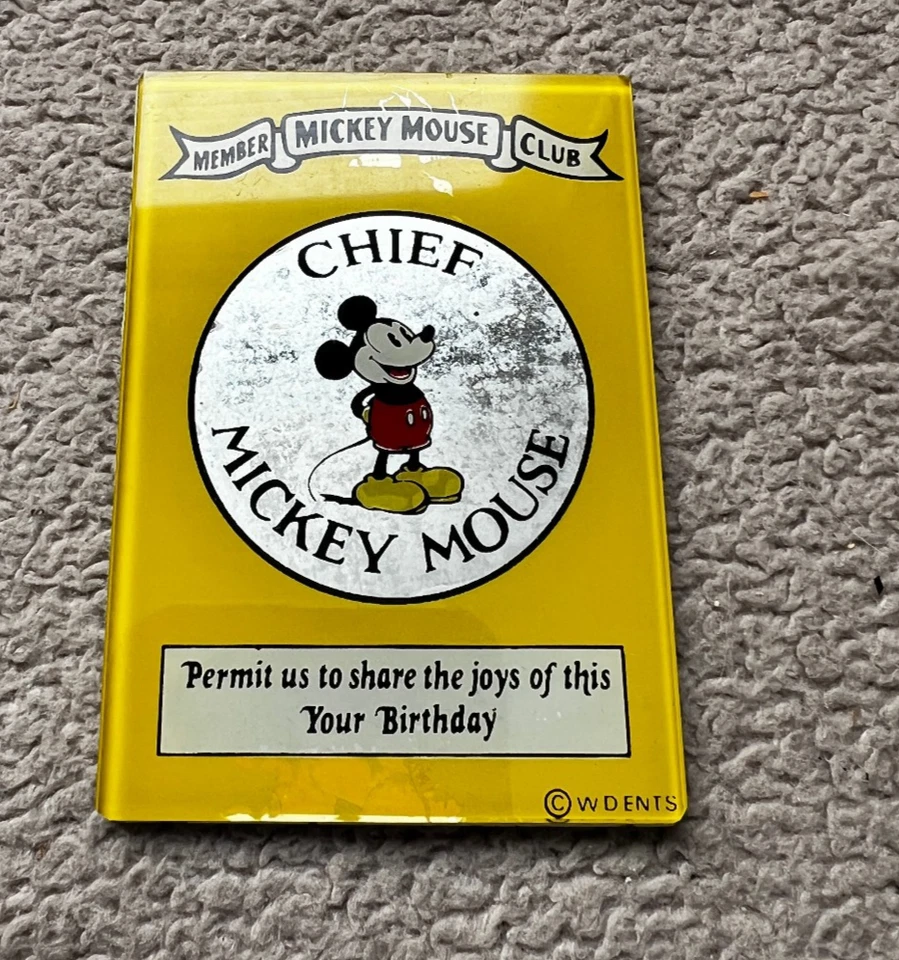 MEMBER MICKEY MOUSE CLUB
CHIEF
MICKEY MOUSE
Permit us to share the joys of this
Your Birthday
© W D ENTS